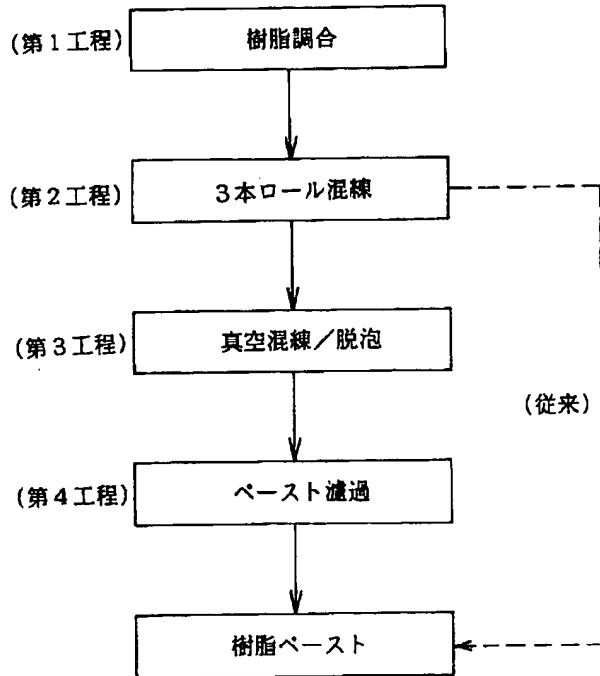 (第1工程) 樹脂調合
(第2工程) 3本ロール混練
(第3工程) 真空混練／脱泡
(従来)
(第4工程) ペースト濾過
樹脂ペースト